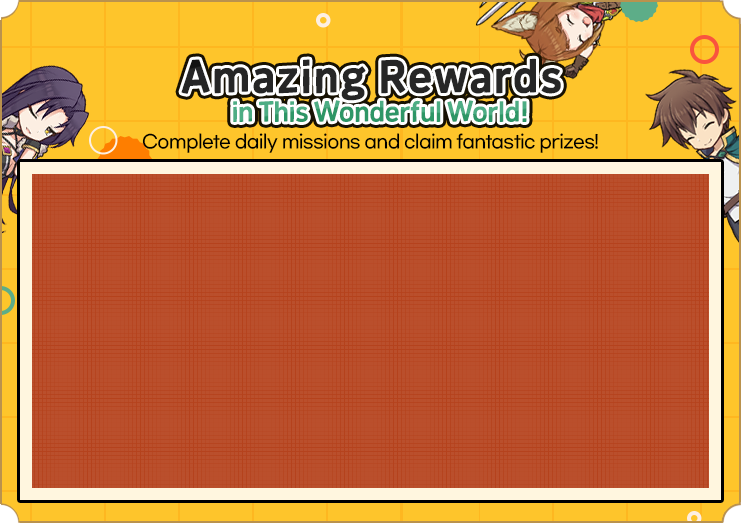 Amazing Rewards
in This Wonderful World!
Complete daily missions and claim fantastic prizes!